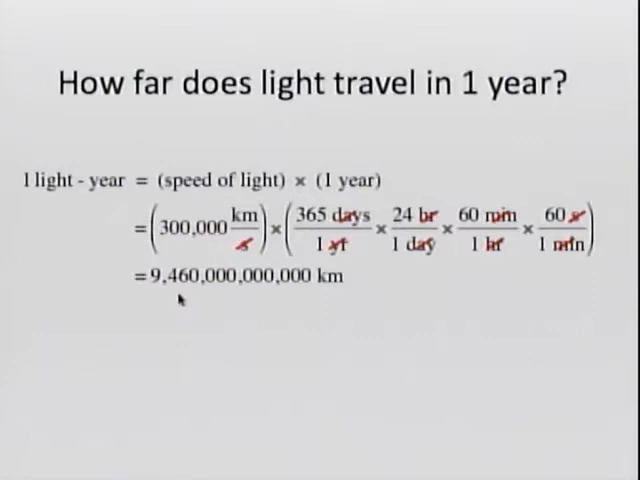 How far does light travel in 1 year?
1 light - year = (speed of light) × (1 year)
= (300,000 km/s) × (365 days/1 yr × 24 hr/1 day × 60 min/1 hr × 60 s/1 min)
= 9,460,000,000,000 km